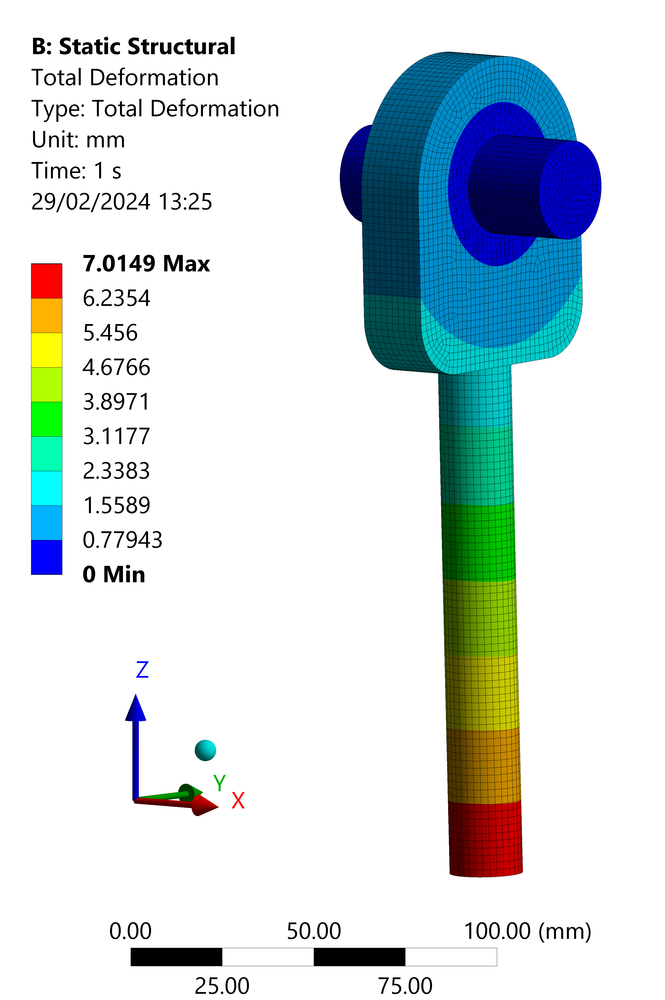 B: Static Structural
Total Deformation
Type: Total Deformation
Unit: mm
Time: 1 s
29/02/2024 13:25
7.0149 Max
6.2354
5.456
4.6766
3.8971
3.1177
2.3383
1.5589
0.77943
0 Min
Z
Y
X
0.00 50.00 100.00 (mm)
25.00 75.00